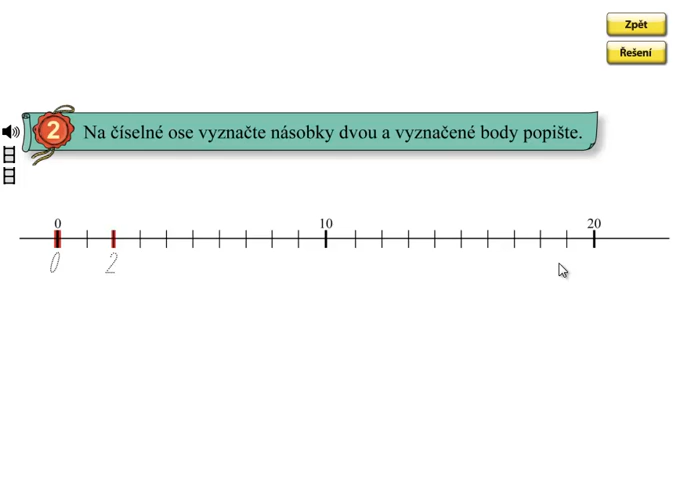 Zpět
Řešení
2 Na číselné ose vyznačte násobky dvou a vyznačené body popište.
0 10 20
0 2